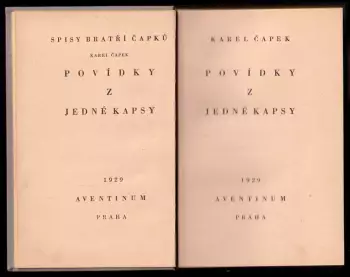 SPISY BRATŘÍ ČAPKŮ
KAREL ČAPEK
POVÍDKY
Z
JEDNÉ KAPSY
1929
AVENTINUM
PRAHA
KAREL ČAPEK
POVÍDKY
Z
JEDNÉ KAPSY
1929
AVENTINUM
PRAHA